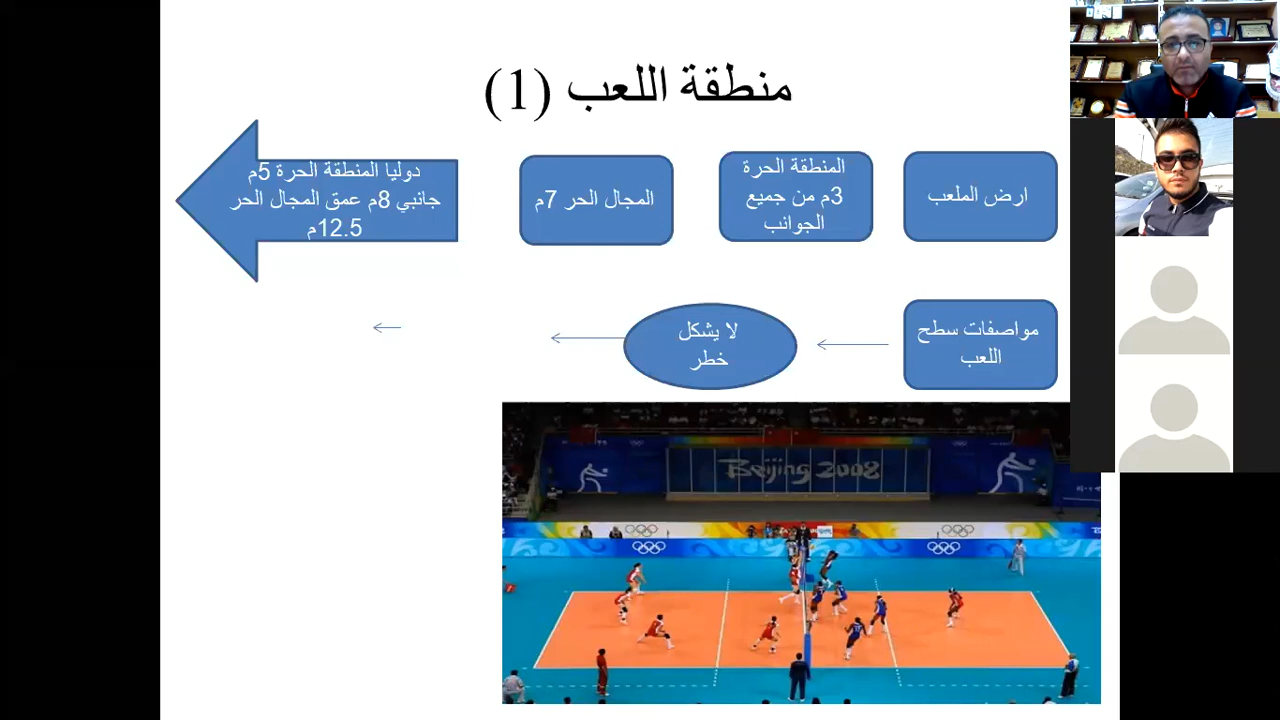 منطقة اللعب (1)
ارض الملعب
المنطقة الحرة
3م من جميع
الجوانب
المجال الحر 7م
دوليا المنطقة الحرة 5م
جانبي 8م عمق المجال الحر
12.5م
مواصفات سطح
اللعب
لا يشكل
خطر
Beijing 2008